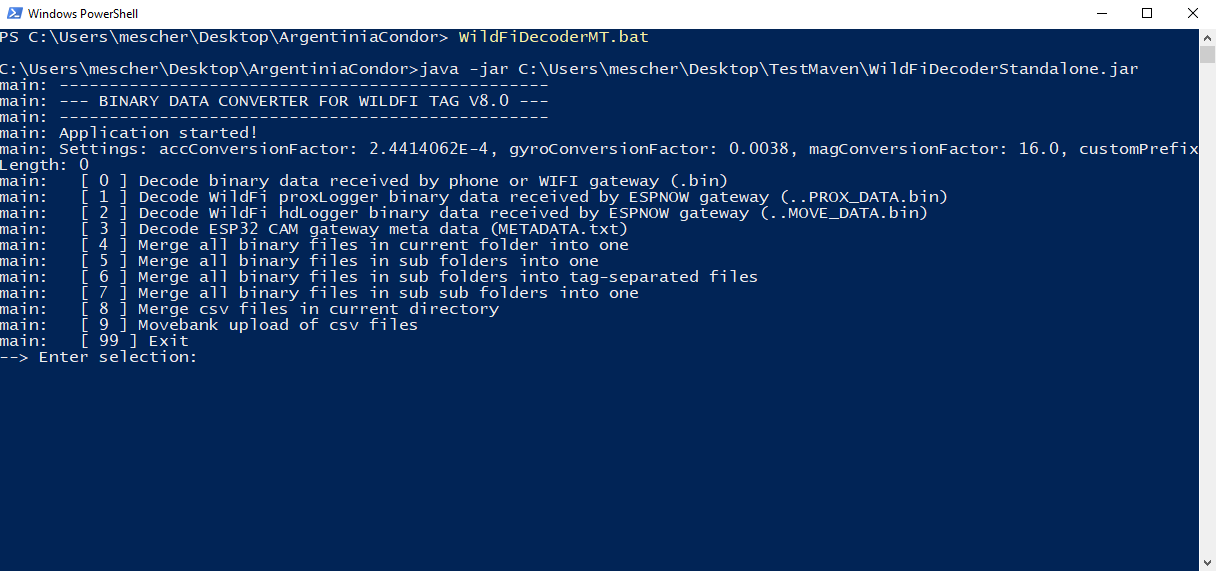 Windows PowerShell
PS C:\Users\mescher\Desktop\ArgentiniaCondor> WildFiDecoderMT.bat
C:\Users\mescher\Desktop\ArgentiniaCondor>java -jar C:\Users\mescher\Desktop\TestMaven\WildFiDecoderStandalone.jar
main: -------------------------------------------------
main: --- BINARY DATA CONVERTER FOR WILDFI TAG V8.0 ---
main: -------------------------------------------------
main: Application started!
main: Settings: accConversionFactor: 2.4414062E-4, gyroConversionFactor: 0.0038, magConversionFactor: 16.0, customPrefix
Length: 0
main:   [ 0 ] Decode binary data received by phone or WIFI gateway (.bin)
main:   [ 1 ] Decode WildFi proxLogger binary data received by ESPNOW gateway (..PROX_DATA.bin)
main:   [ 2 ] Decode WildFi hdLogger binary data received by ESPNOW gateway (..MOVE_DATA.bin)
main:   [ 3 ] Decode ESP32 CAM gateway meta data (METADATA.txt)
main:   [ 4 ] Merge all binary files in current folder into one
main:   [ 5 ] Merge all binary files in sub folders into one
main:   [ 6 ] Merge all binary files in sub folders into tag-separated files
main:   [ 7 ] Merge all binary files in sub sub folders into one
main:   [ 8 ] Merge csv files in current directory
main:   [ 9 ] Movebank upload of csv files
main:   [ 99 ] Exit
--> Enter selection: